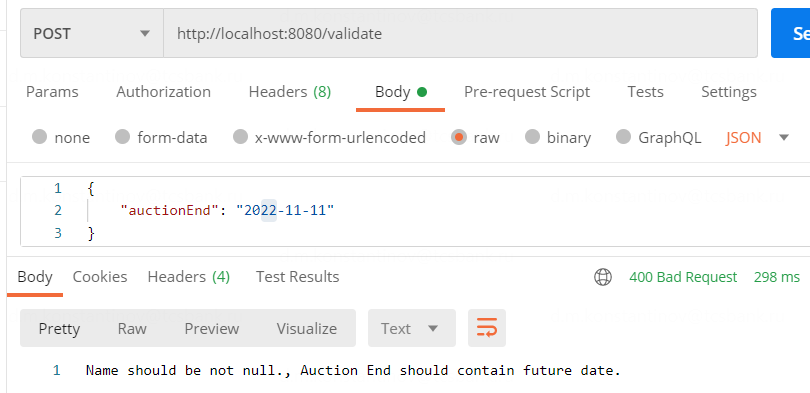 POST http://localhost:8080/validate Se
Params Authorization Headers (8) Body Pre-request Script Tests Settings
none form-data x-www-form-urlencoded raw binary GraphQL JSON
1 {
2 "auctionEnd": "2022-11-11"
3 }
Body Cookies Headers (4) Test Results 400 Bad Request 298 ms
Pretty Raw Preview Visualize Text
1 Name should be not null., Auction End should contain future date.